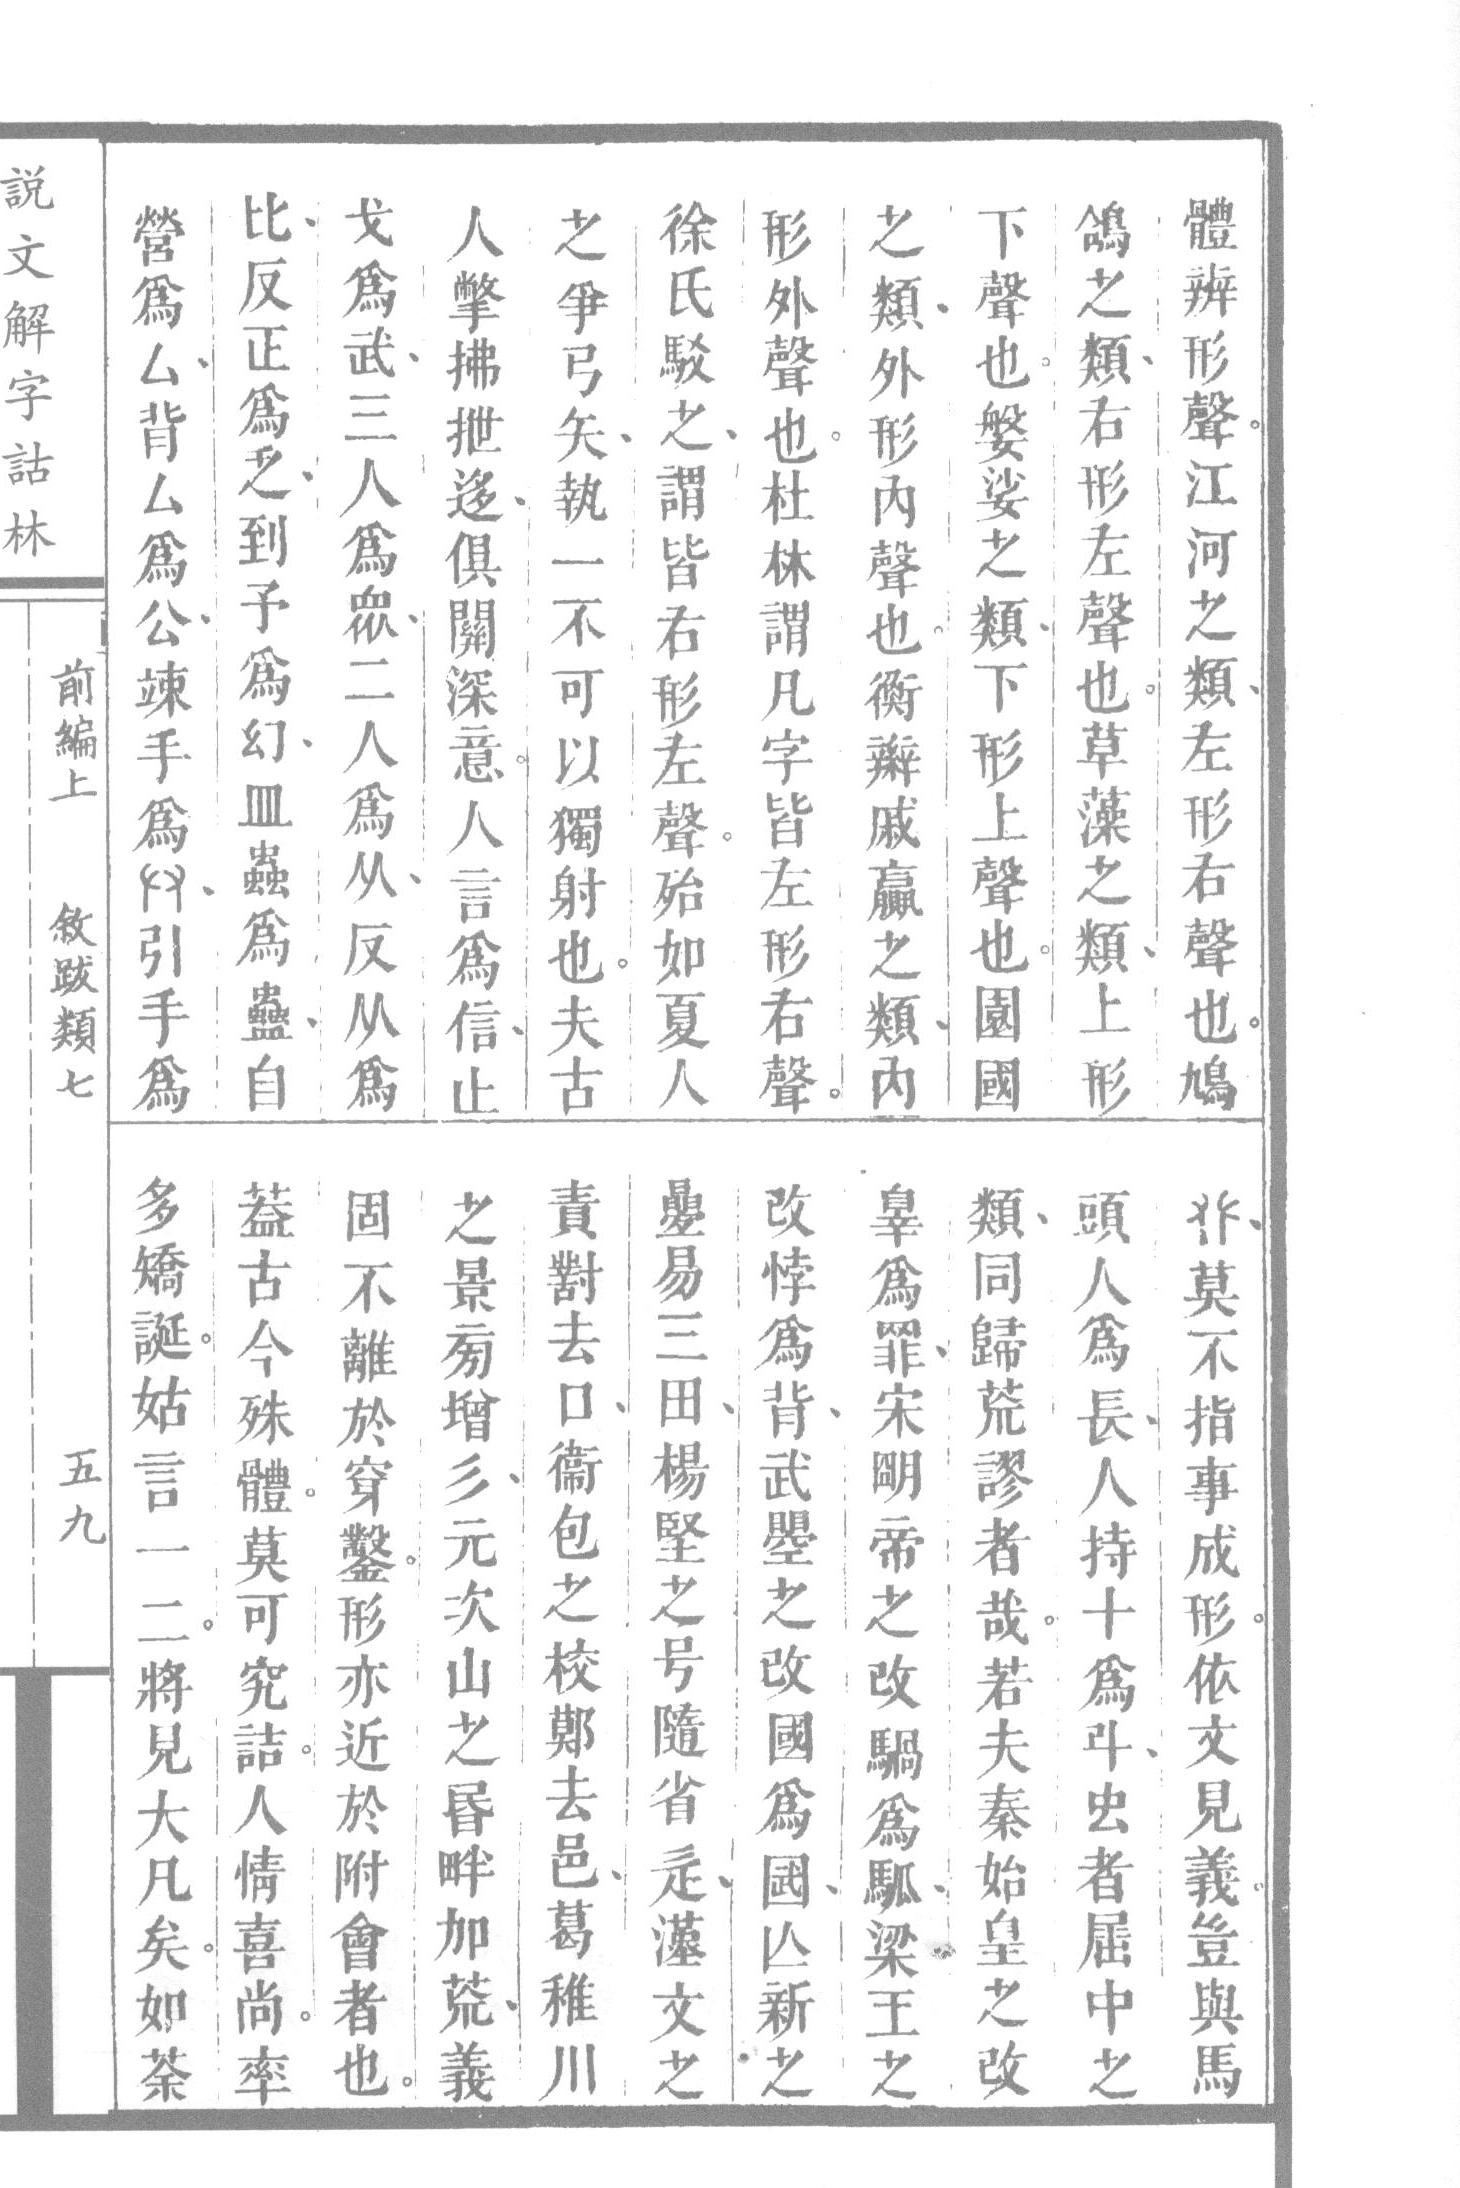 體辨形聲。江河之類、左形右聲也。鳩
鴿之類、右形左聲也。草藻之類、上形
下聲也。媻娑之類、下形上聲也。園國
之類、外形內聲也。衡辯戚贏之類、內
形外聲也。杜林謂凡字皆左形右聲。
徐氏駁之、謂皆右形左聲。殆如夏人
之爭弓矢、執一不可以獨射也。夫古
人擎拂抴迻、俱關深意。人言爲信、止
戈爲武、三人爲眾、二人爲从、反从爲
比、反正爲乏、到予爲幻、皿蟲爲蠱、自
營爲厶、背厶爲公、竦手爲𠬞、引手爲
𠬜、莫不指事成形。依文見義。豈與馬
頭人爲長、人持十爲斗、虫者屈中之
類、同歸荒謬者哉。若夫秦始皇之改
辠爲罪、宋明帝之改騧爲䮄、梁王之
改悖爲背、武曌之改國爲圀、亾新之
疊易三田、楊堅之号隨省辵、漢文之
責對去口、衞包之校鄚去邑、葛稚川
之景㫄增彡、元次山之㬰畔加荒、義
固不離於穿鑿。形亦近於附會者也。
葢古今殊體。莫可究詰。人情喜尚。率
多矯誕。姑言一二。將見大凡矣。如荼
說文解字詁林
前編上
敘跋類七
五九